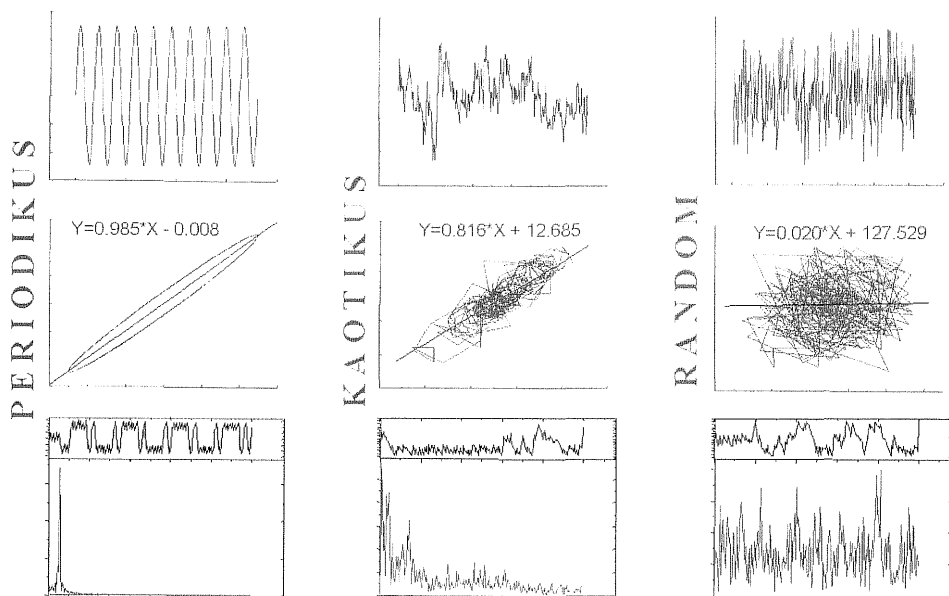 PERIODIKUS
Y=0.985*X - 0.008
KAOTIKUS
Y=0.816*X + 12.685
RANDOM
Y=0.020*X + 127.529